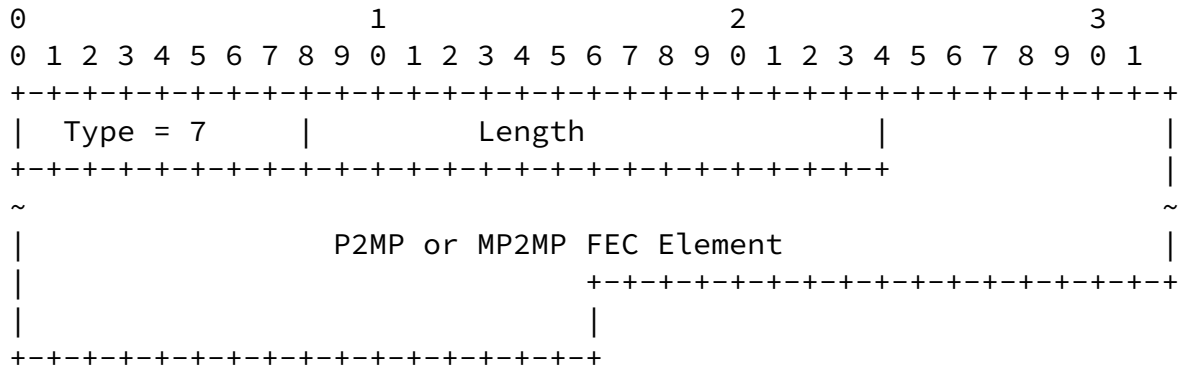 0                   1                   2                   3
 0 1 2 3 4 5 6 7 8 9 0 1 2 3 4 5 6 7 8 9 0 1 2 3 4 5 6 7 8 9 0 1
+-+-+-+-+-+-+-+-+-+-+-+-+-+-+-+-+-+-+-+-+-+-+-+-+-+-+-+-+-+-+-+-+
|  Type = 7     |         Length                |               |
+-+-+-+-+-+-+-+-+-+-+-+-+-+-+-+-+-+-+-+-+-+-+-+-+               |
~                                                               ~
|                 P2MP or MP2MP FEC Element                     |
|                               +-+-+-+-+-+-+-+-+-+-+-+-+-+-+-+-+
|                               |
+-+-+-+-+-+-+-+-+-+-+-+-+-+-+-+-+